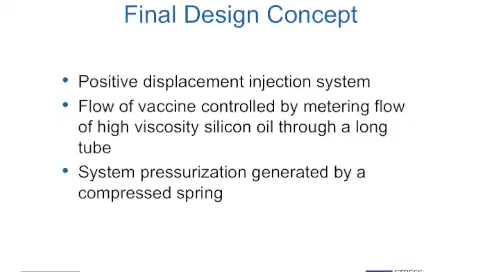 Final Design Concept
• Positive displacement injection system
• Flow of vaccine controlled by metering flow
of high viscosity silicon oil through a long
tube
• System pressurization generated by a
compressed spring
STRESS